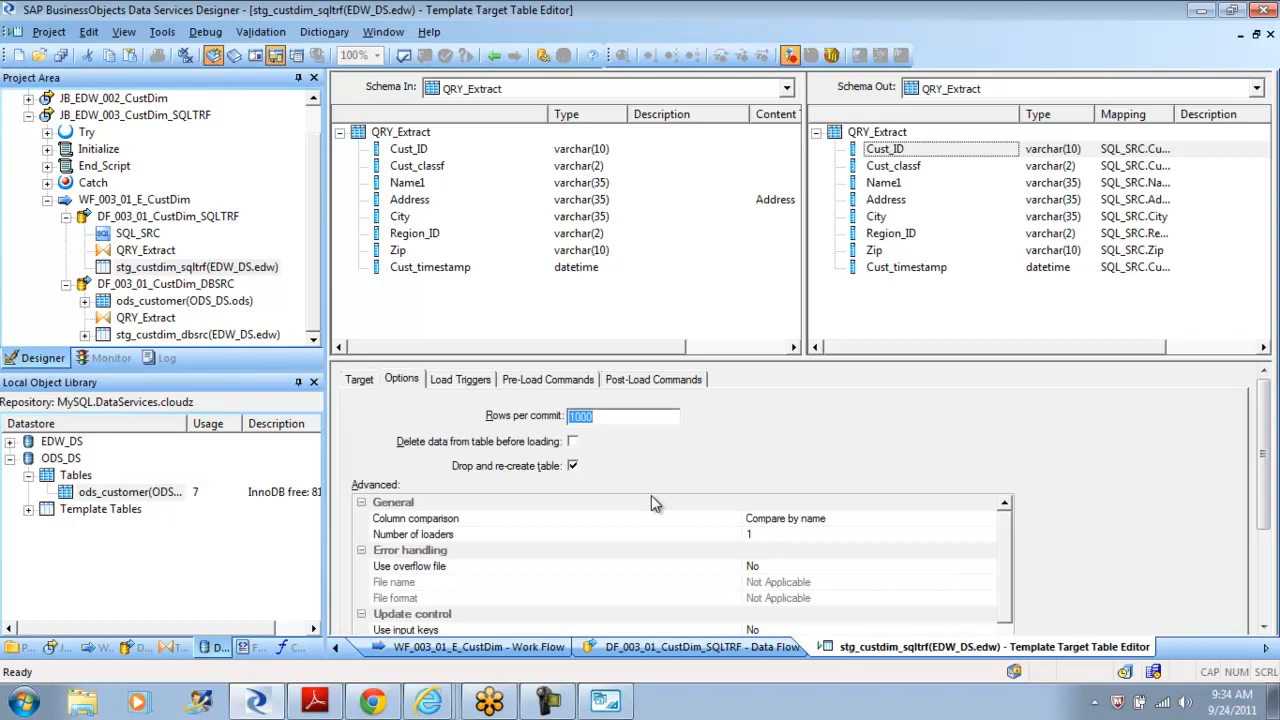 SAP BusinessObjects Data Services Designer - [stg_custdim_sqltrf(EDW_DS.edw) - Template Target Table Editor]
Project Edit View Tools Debug Validation Dictionary Window Help
100%
Project Area
JB_EDW_002_CustDim
JB_EDW_003_CustDim_SQLTRF
Try
Initialize
End_Script
Catch
WF_003_01_E_CustDim
DF_003_01_CustDim_SQLTRF
SQL_SRC
QRY_Extract
stg_custdim_sqltrf(EDW_DS.edw)
DF_003_01_CustDim_DBSRC
ods_customer(ODS_DS.ods)
QRY_Extract
stg_custdim_dbsrc(EDW_DS.edw)
Designer Monitor Log
Local Object Library
Repository: MySQL.DataServices.cloudz
Datastore Usage Description
EDW_DS
ODS_DS
Tables
ods_customer(ODS... 7 InnoDB free: 81
Template Tables
P... J... W... D... T... D... F... C...
Schema In: QRY_Extract
Type Description Content
QRY_Extract
Cust_ID varchar(10)
Cust_classf varchar(2)
Name1 varchar(35)
Address varchar(35) Address
City varchar(35)
Region_ID varchar(2)
Zip varchar(10)
Cust_timestamp datetime
Schema Out: QRY_Extract
Type Mapping Description
QRY_Extract
Cust_ID varchar(10) SQL_SRC.Cu...
Cust_classf varchar(2) SQL_SRC.Cu...
Name1 varchar(35) SQL_SRC.Na...
Address varchar(35) SQL_SRC.Ad...
City varchar(35) SQL_SRC.City
Region_ID varchar(2) SQL_SRC.Re...
Zip varchar(10) SQL_SRC.Zip
Cust_timestamp datetime SQL_SRC.Cu...
Target Options Load Triggers Pre-Load Commands Post-Load Commands
Rows per commit: 1000
Delete data from table before loading:
Drop and re-create table:
Advanced:
General
Column comparison Compare by name
Number of loaders 1
Error handling
Use overflow file No
File name Not Applicable
File format Not Applicable
Update control
Use input keys No
WF_003_01_E_CustDim - Work Flow DF_003_01_CustDim_SQLTRF - Data Flow stg_custdim_sqltrf(EDW_DS.edw) - Template Target Table Editor
Ready CAP NUM SCRL
9:34 AM
9/24/2011